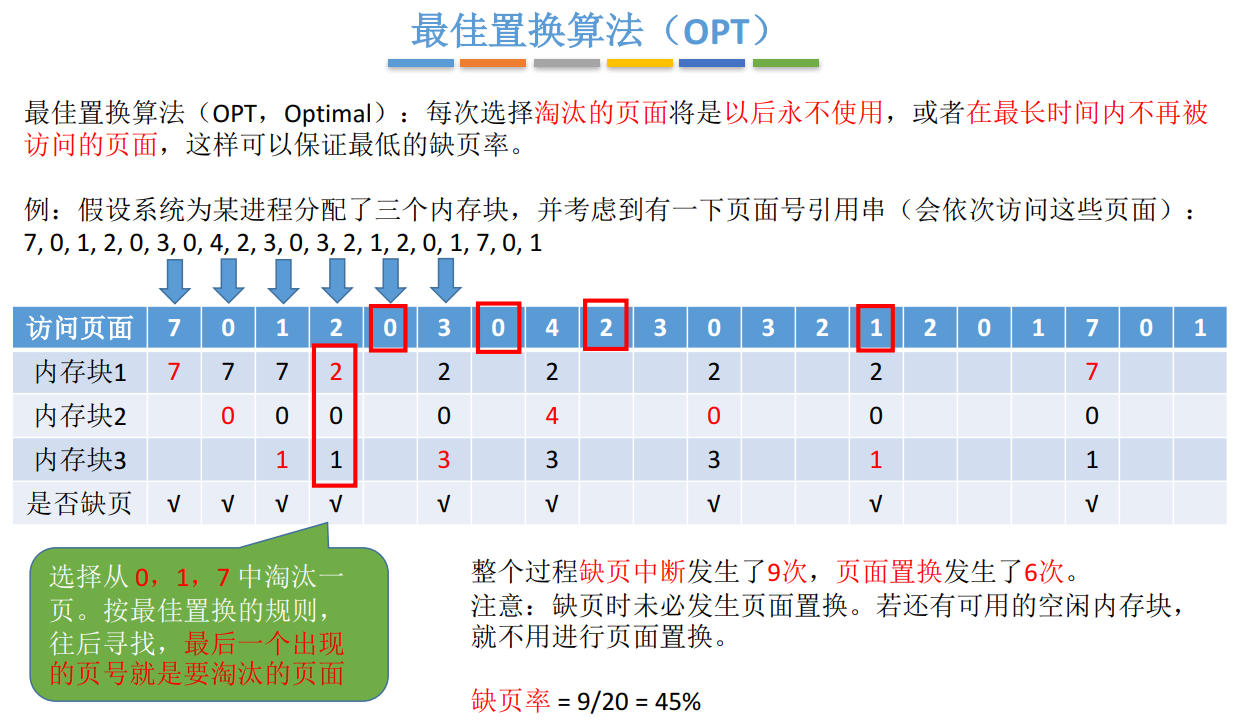 最佳置换算法（OPT）
最佳置换算法（OPT，Optimal）：每次选择淘汰的页面将是以后永不使用，或者在最长时间内不再被
访问的页面，这样可以保证最低的缺页率。
例：假设系统为某进程分配了三个内存块，并考虑到有一下页面号引用串（会依次访问这些页面）：
7, 0, 1, 2, 0, 3, 0, 4, 2, 3, 0, 3, 2, 1, 2, 0, 1, 7, 0, 1
访问页面 7 0 1 2 0 3 0 4 2 3 0 3 2 1 2 0 1 7 0 1
内存块1 7 7 7 2 2 2 2 2 7
内存块2 0 0 0 0 4 0 0 0
内存块3 1 1 3 3 3 1 1
是否缺页 √ √ √ √ √ √ √ √ √
选择从 0，1，7 中淘汰一
页。按最佳置换的规则，
往后寻找，最后一个出现
的页号就是要淘汰的页面
整个过程缺页中断发生了9次，页面置换发生了6次。
注意：缺页时未必发生页面置换。若还有可用的空闲内存块，
就不用进行页面置换。
缺页率 = 9/20 = 45%